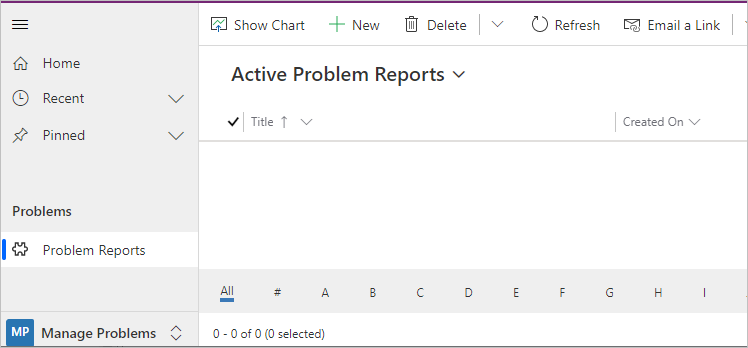 Show Chart New Delete Refresh Email a Link
Home
Recent
Pinned
Active Problem Reports
Title Created On
Problems
Problem Reports
All # A B C D E F G H I
MP Manage Problems
0 - 0 of 0 (0 selected)